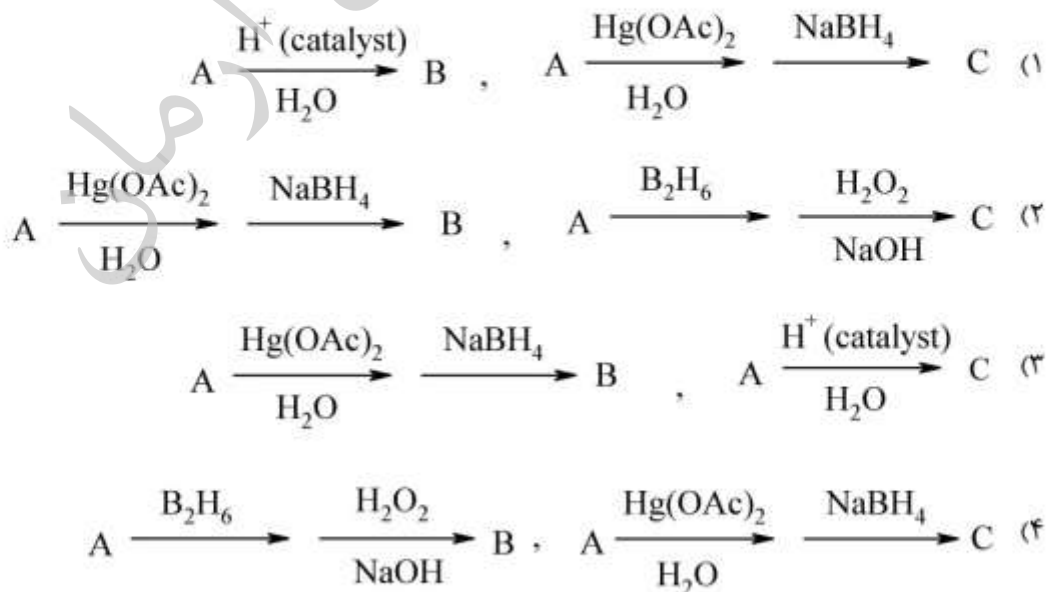 A H⁺ (catalyst) H₂O B , A Hg(OAc)₂ H₂O NaBH₄ C (۱
A Hg(OAc)₂ H₂O NaBH₄ B , A B₂H₆ H₂O₂ NaOH C (۲
A Hg(OAc)₂ H₂O NaBH₄ B , A H⁺ (catalyst) H₂O C (۳
A B₂H₆ H₂O₂ NaOH B , A Hg(OAc)₂ H₂O NaBH₄ C (۴